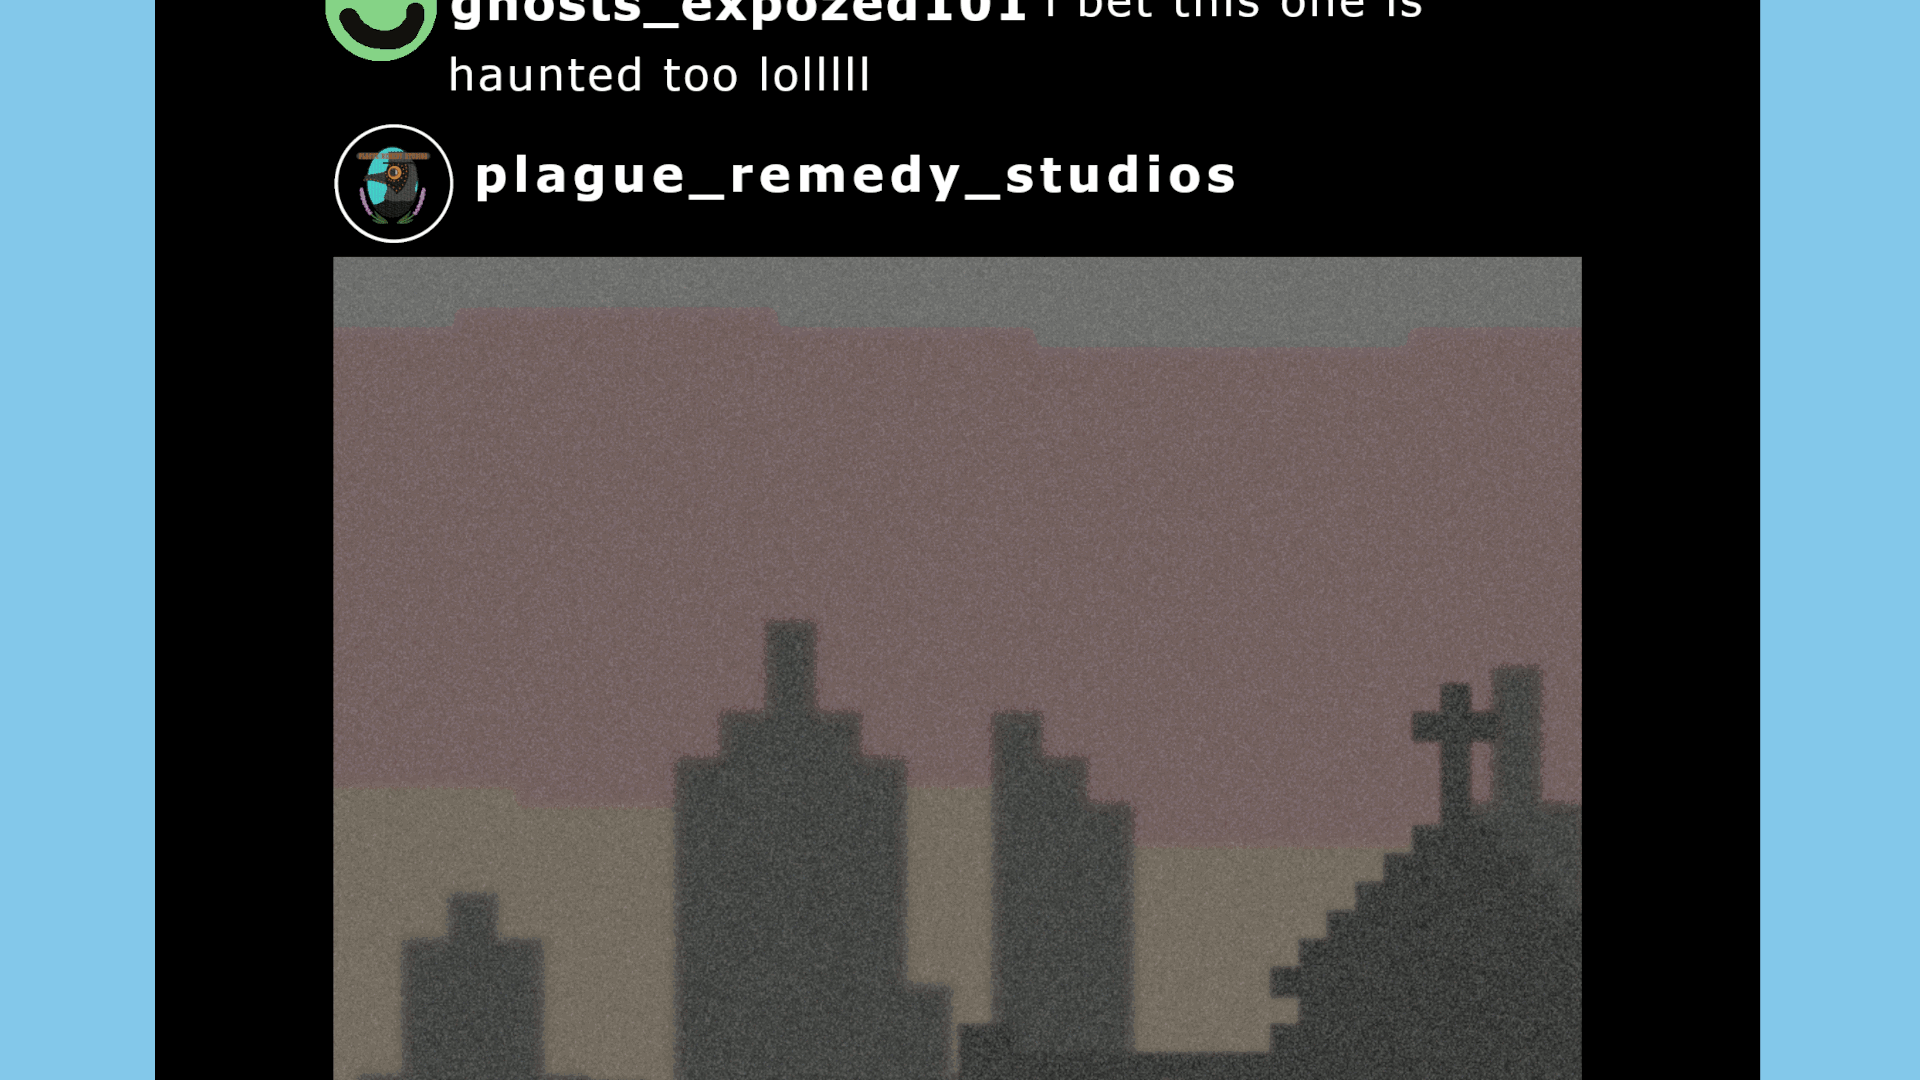 ghosts_expozed101 i bet this one is
haunted too lolllll
plague_remedy_studios